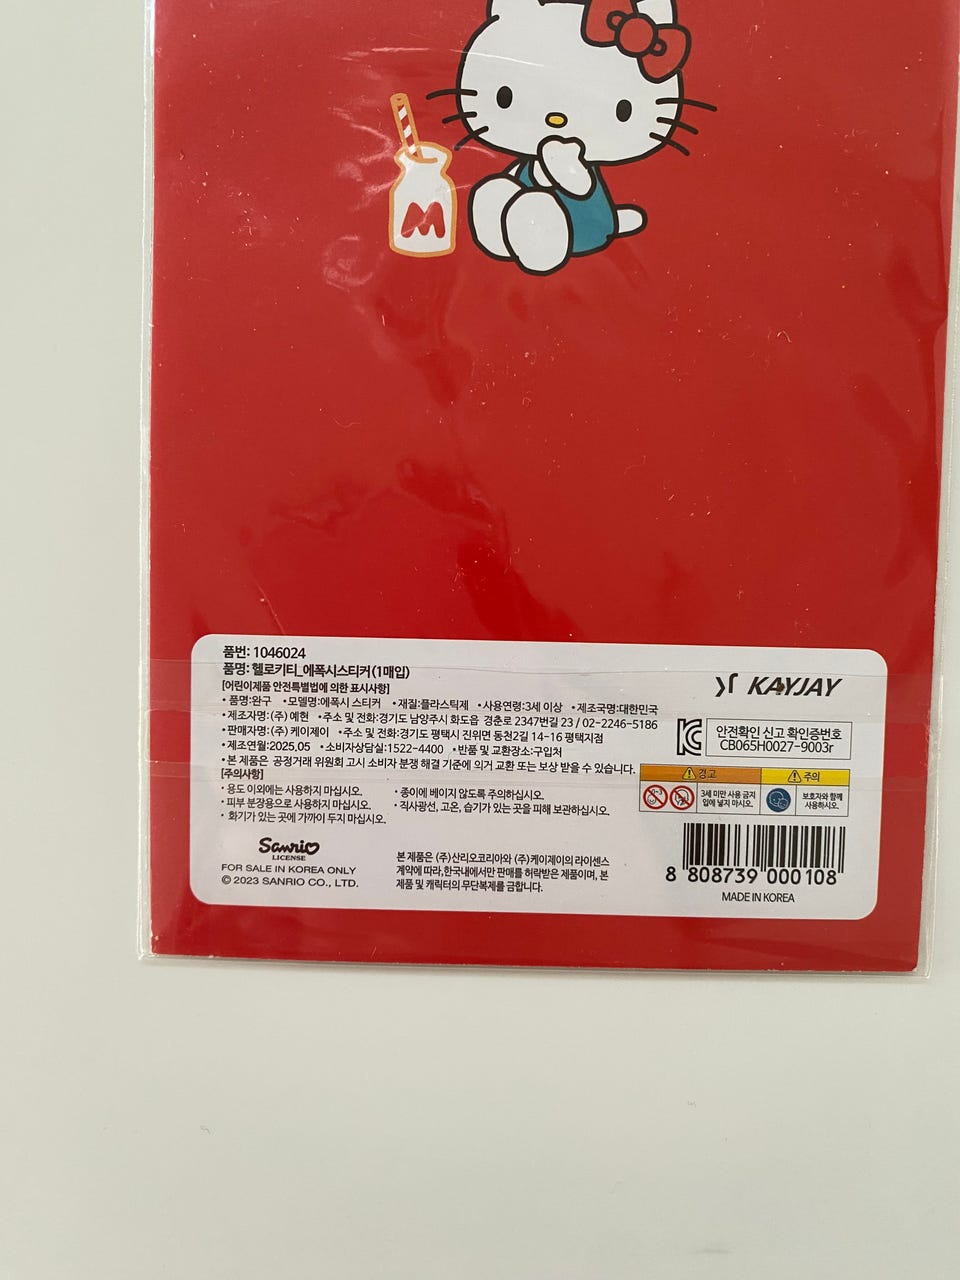 M
품번: 1046024
품명: 헬로키티_에폭시스티커(1매입)
[어린이제품 안전특별법에 의한 표시사항]
• 품명:완구 •모델명:에폭시 스티커 •재질:플라스틱제 •사용연령:3세 이상 •제조국명:대한민국
•제조자명:(주) 예현 •주소 및 전화:경기도 남양주시 화도읍 경춘로 2347번길 23 / 02-2246-5186
•판매자명:(주) 케이제이 •주소 및 전화:경기도 평택시 진위면 동천2길 14-16 평택지점
•제조연월:2025.05 •소비자상담실:1522-4400 •반품 및 교환장소:구입처
•본 제품은 공정거래 위원회 고시 소비자 분쟁 해결 기준에 의거 교환 또는 보상 받을 수 있습니다.
[주의사항]
• 용도 이외에는 사용하지 마십시오.
• 피부 분장용으로 사용하지 마십시오.
• 화기가 있는 곳에 가까이 두지 마십시오.
• 종이에 베이지 않도록 주의하십시오.
• 직사광선, 고온, 습기가 있는 곳을 피해 보관하십시오.
KAYJAY
안전확인 신고 확인증번호
CB065H0027-9003r
경고
주의
0-3
3세 미만 사용 금지
입에 넣지 마시오.
보호자와 함께
사용하시오.
Sanrio
LICENSE
FOR SALE IN KOREA ONLY
© 2023 SANRIO CO., LTD.
본 제품은 (주)산리오코리아와 (주)케이제이의 라이센스
계약에 따라,한국내에서만 판매를 허락받은 제품이며, 본
제품 및 캐릭터의 무단복제를 금합니다.
8 808739 000108
MADE IN KOREA